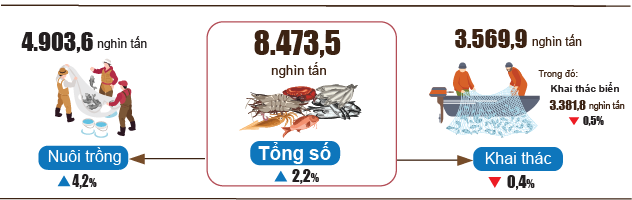 4.903,6 nghìn tấn
Nuôi trồng
▲ 4,2%
8.473,5
nghìn tấn
Tổng số
▲ 2,2%
3.569,9 nghìn tấn
Trong đó:
Khai thác biển
3.381,8 nghìn tấn
▼ 0,5%
Khai thác
▼ 0,4%